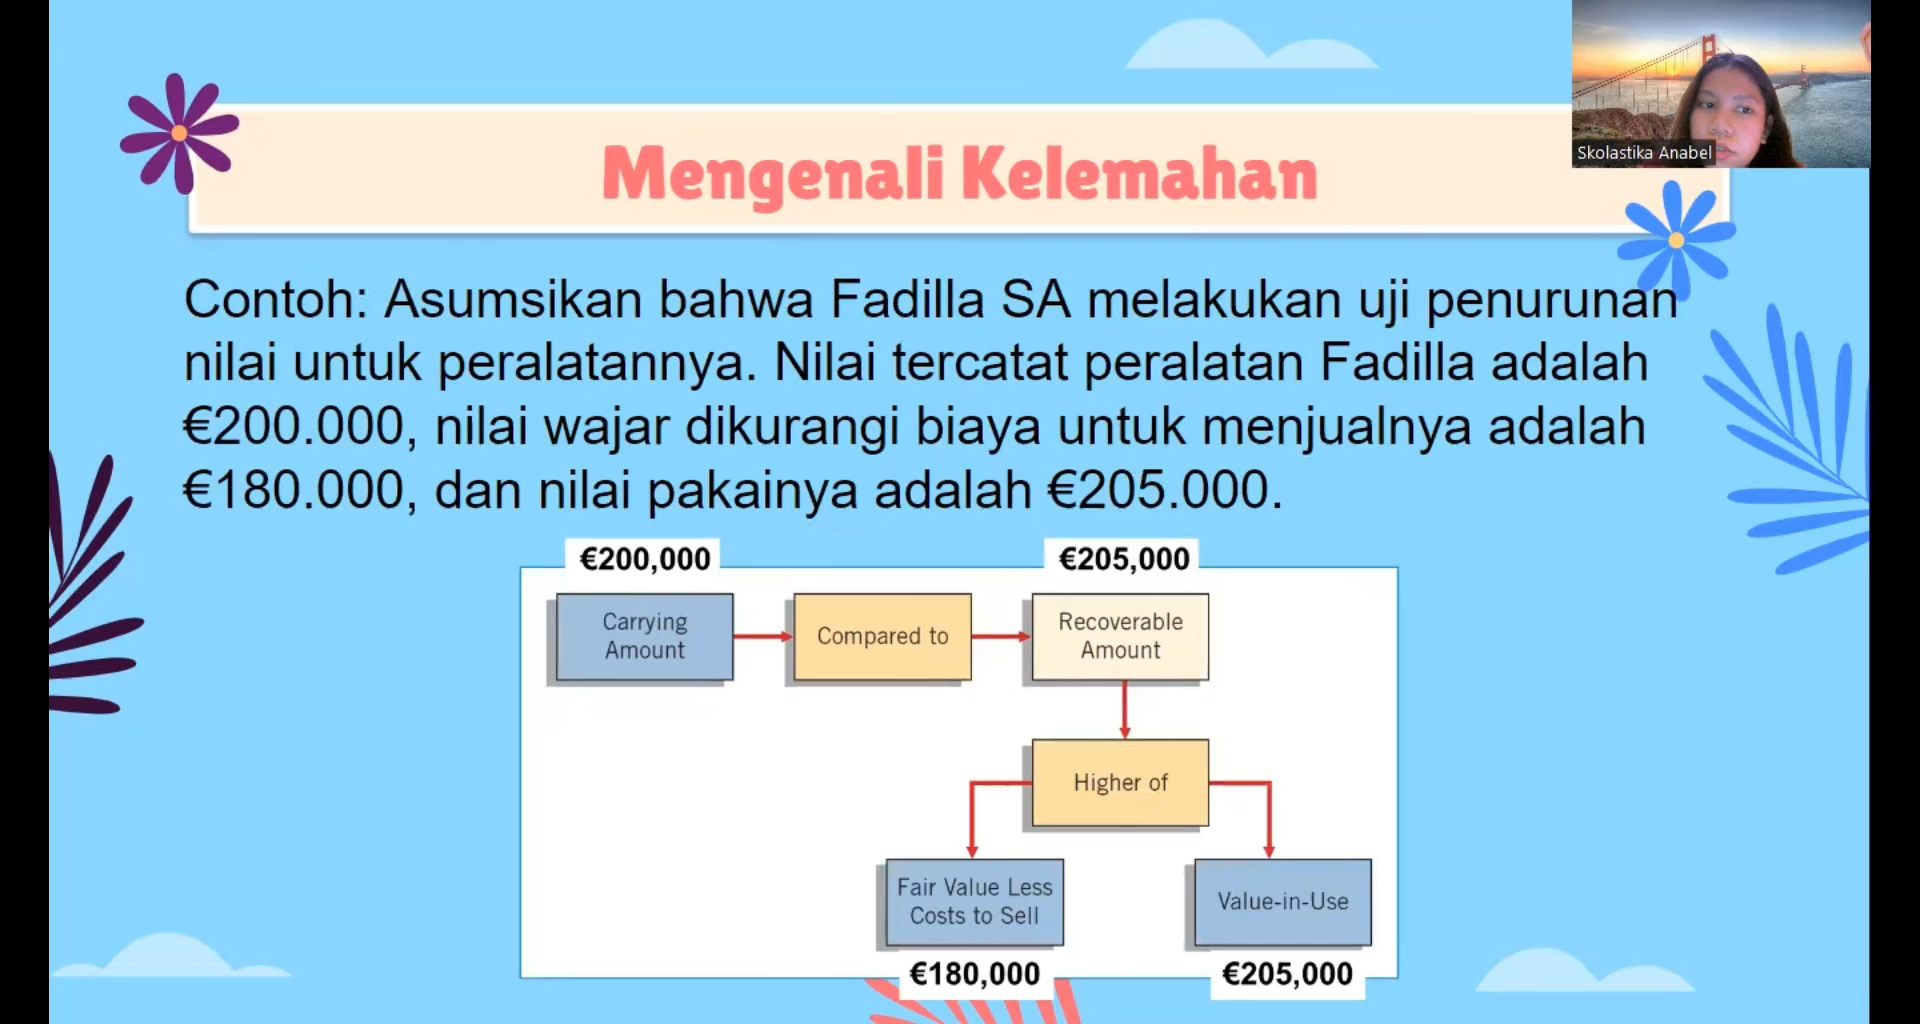 Skolastika Anabel
Mengenali Kelemahan
Contoh: Asumsikan bahwa Fadilla SA melakukan uji penurunan
nilai untuk peralatannya. Nilai tercatat peralatan Fadilla adalah
€200.000, nilai wajar dikurangi biaya untuk menjualnya adalah
€180.000, dan nilai pakainya adalah €205.000.
€200,000
€205,000
Carrying
Amount
Compared to
Recoverable
Amount
Higher of
Fair Value Less
Costs to Sell
Value-in-Use
€180,000
€205,000